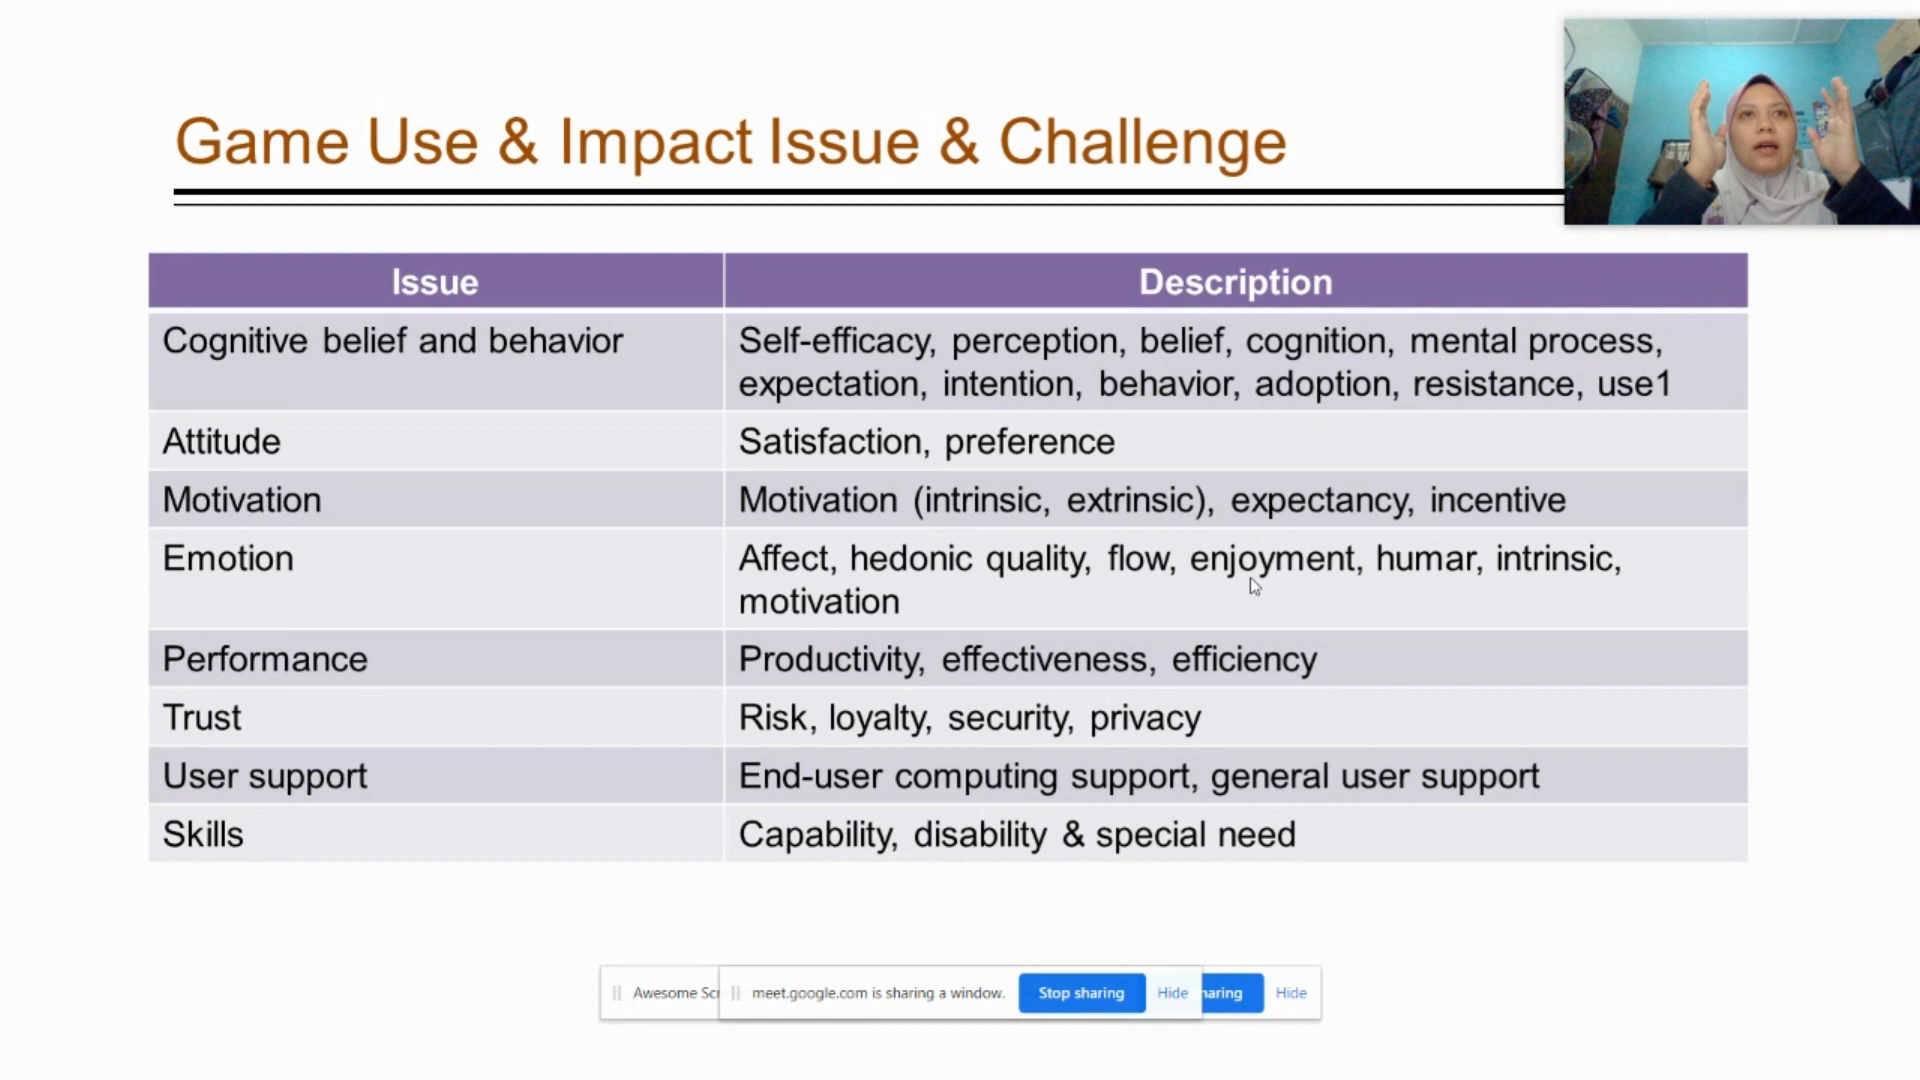 Game Use & Impact Issue & Challenge
Issue
Description
Cognitive belief and behavior
Self-efficacy, perception, belief, cognition, mental process,
expectation, intention, behavior, adoption, resistance, use1
Attitude
Satisfaction, preference
Motivation
Motivation (intrinsic, extrinsic), expectancy, incentive
Emotion
Affect, hedonic quality, flow, enjoyment, humar, intrinsic,
motivation
Performance
Productivity, effectiveness, efficiency
Trust
Risk, loyalty, security, privacy
User support
End-user computing support, general user support
Skills
Capability, disability & special need
Awesome Scr
meet.google.com is sharing a window.
Stop sharing
Hide
haring
Hide